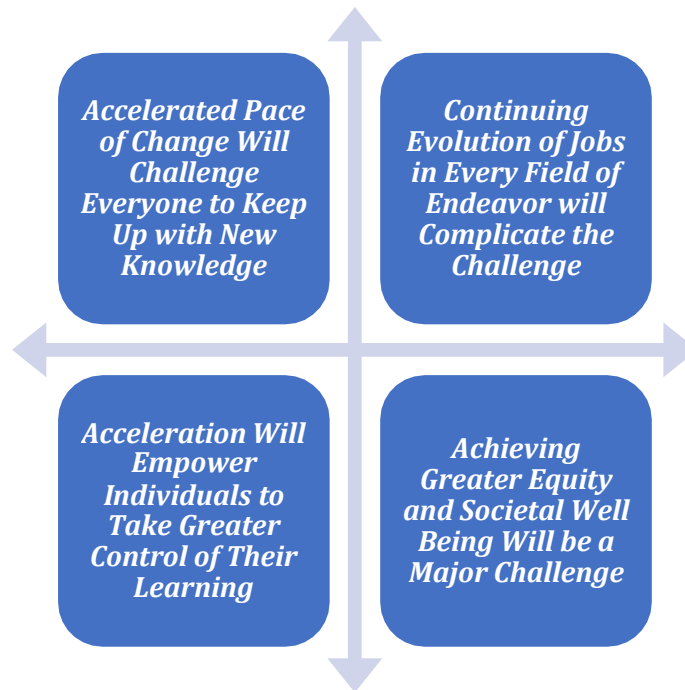 Accelerated Pace
of Change Will
Challenge
Everyone to Keep
Up with New
Knowledge
Continuing
Evolution of Jobs
in Every Field of
Endeavor will
Complicate the
Challenge
Acceleration Will
Empower
Individuals to
Take Greater
Control of Their
Learning
Achieving
Greater Equity
and Societal Well
Being Will be a
Major Challenge